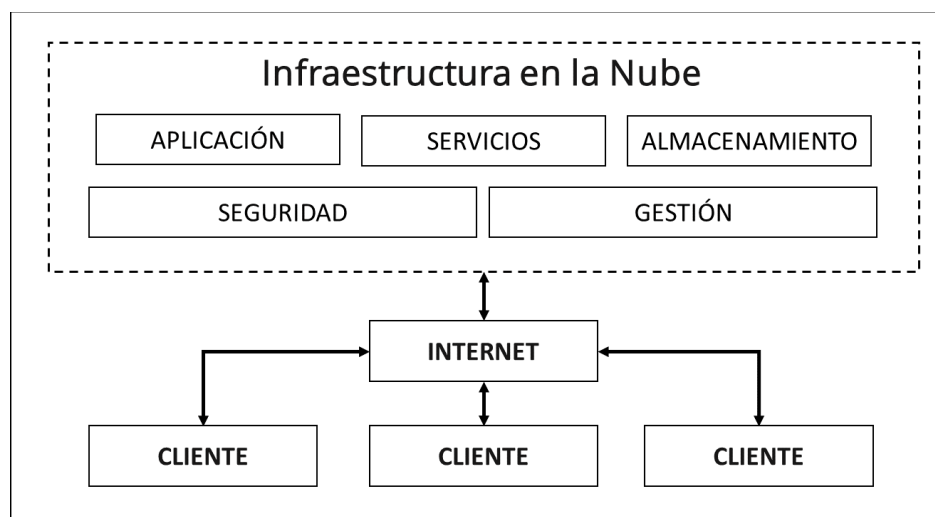 Infraestructura en la Nube
APLICACIÓN
SERVICIOS
ALMACENAMIENTO
SEGURIDAD
GESTIÓN
INTERNET
CLIENTE
CLIENTE
CLIENTE